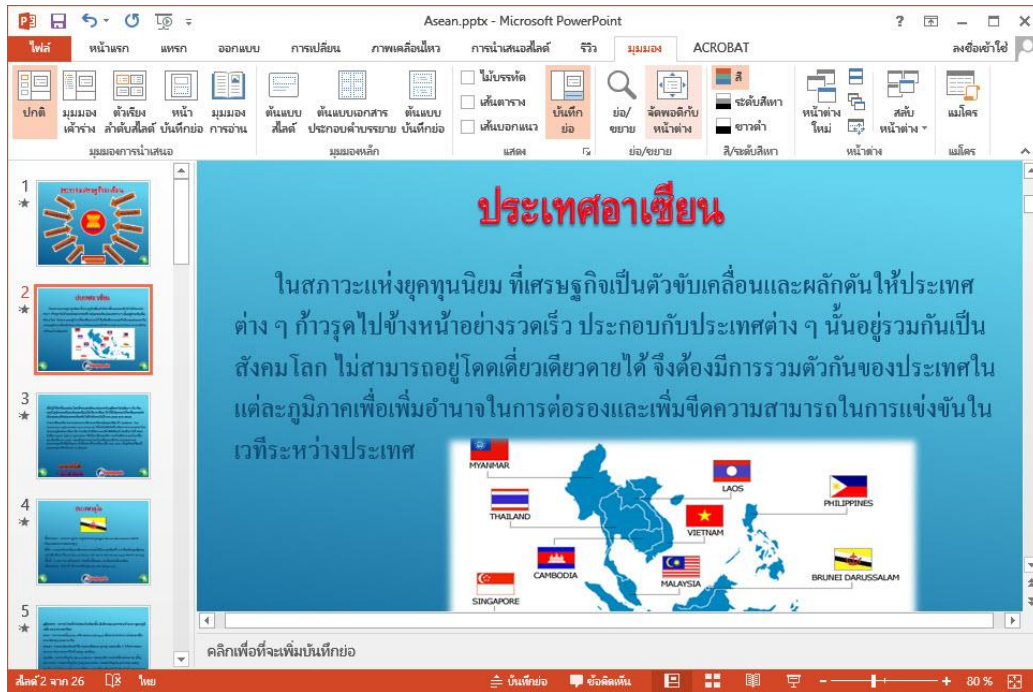 Asean.pptx - Microsoft PowerPoint
ไฟล์ หน้าแรก แทรก ออกแบบ การเปลี่ยน ภาพเคลื่อนไหว การนำเสนอสไลด์ รีวิว มุมมอง ACROBAT ลงชื่อเข้าใช้
ปกติ
มุมมองเค้าร่าง
ตัวเรียงลำดับสไลด์
หน้าบันทึกย่อ
มุมมองการอ่าน
มุมมองการนำเสนอ
ต้นแบบสไลด์
ต้นแบบเอกสารประกอบคำบรรยาย
ต้นแบบบันทึกย่อ
มุมมองหลัก
ไม้บรรทัด
เส้นตาราง
เส้นบอกแนว
บันทึกย่อ
แสดง
ย่อ/ขยาย
จัดพอดีกับหน้าต่าง
ย่อ/ขยาย
สี
ระดับสีเทา
ขาวดำ
สี/ระดับสีเทา
หน้าต่างใหม่
สลับหน้าต่าง
หน้าต่าง
แมโคร
แมโคร
1
2
3
4
5
ประเทศอาเซียน
ในสภาวะแห่งยุคทุนนิยม ที่เศรษฐกิจเป็นตัวขับเคลื่อนและผลักดันให้ประเทศ
ต่าง ๆ ก้าวรุดไปข้างหน้าอย่างรวดเร็ว ประกอบกับประเทศต่าง ๆ นั้นอยู่รวมกันเป็น
สังคมโลก ไม่สามารถอยู่โดดเดี่ยวเดียวดายได้ จึงต้องมีการรวมตัวกันของประเทศใน
แต่ละภูมิภาคเพื่อเพิ่มอำนาจในการต่อรองและเพิ่มขีดความสามารถในการแข่งขันใน
เวทีระหว่างประเทศ
MYANMAR
LAOS
THAILAND
PHILIPPINES
VIETNAM
CAMBODIA
MALAYSIA
BRUNEI DARUSSALAM
SINGAPORE
คลิกเพื่อที่จะเพิ่มบันทึกย่อ
สไลด์ 2 จาก 26 ไทย บันทึกย่อ ข้อคิดเห็น 80 %